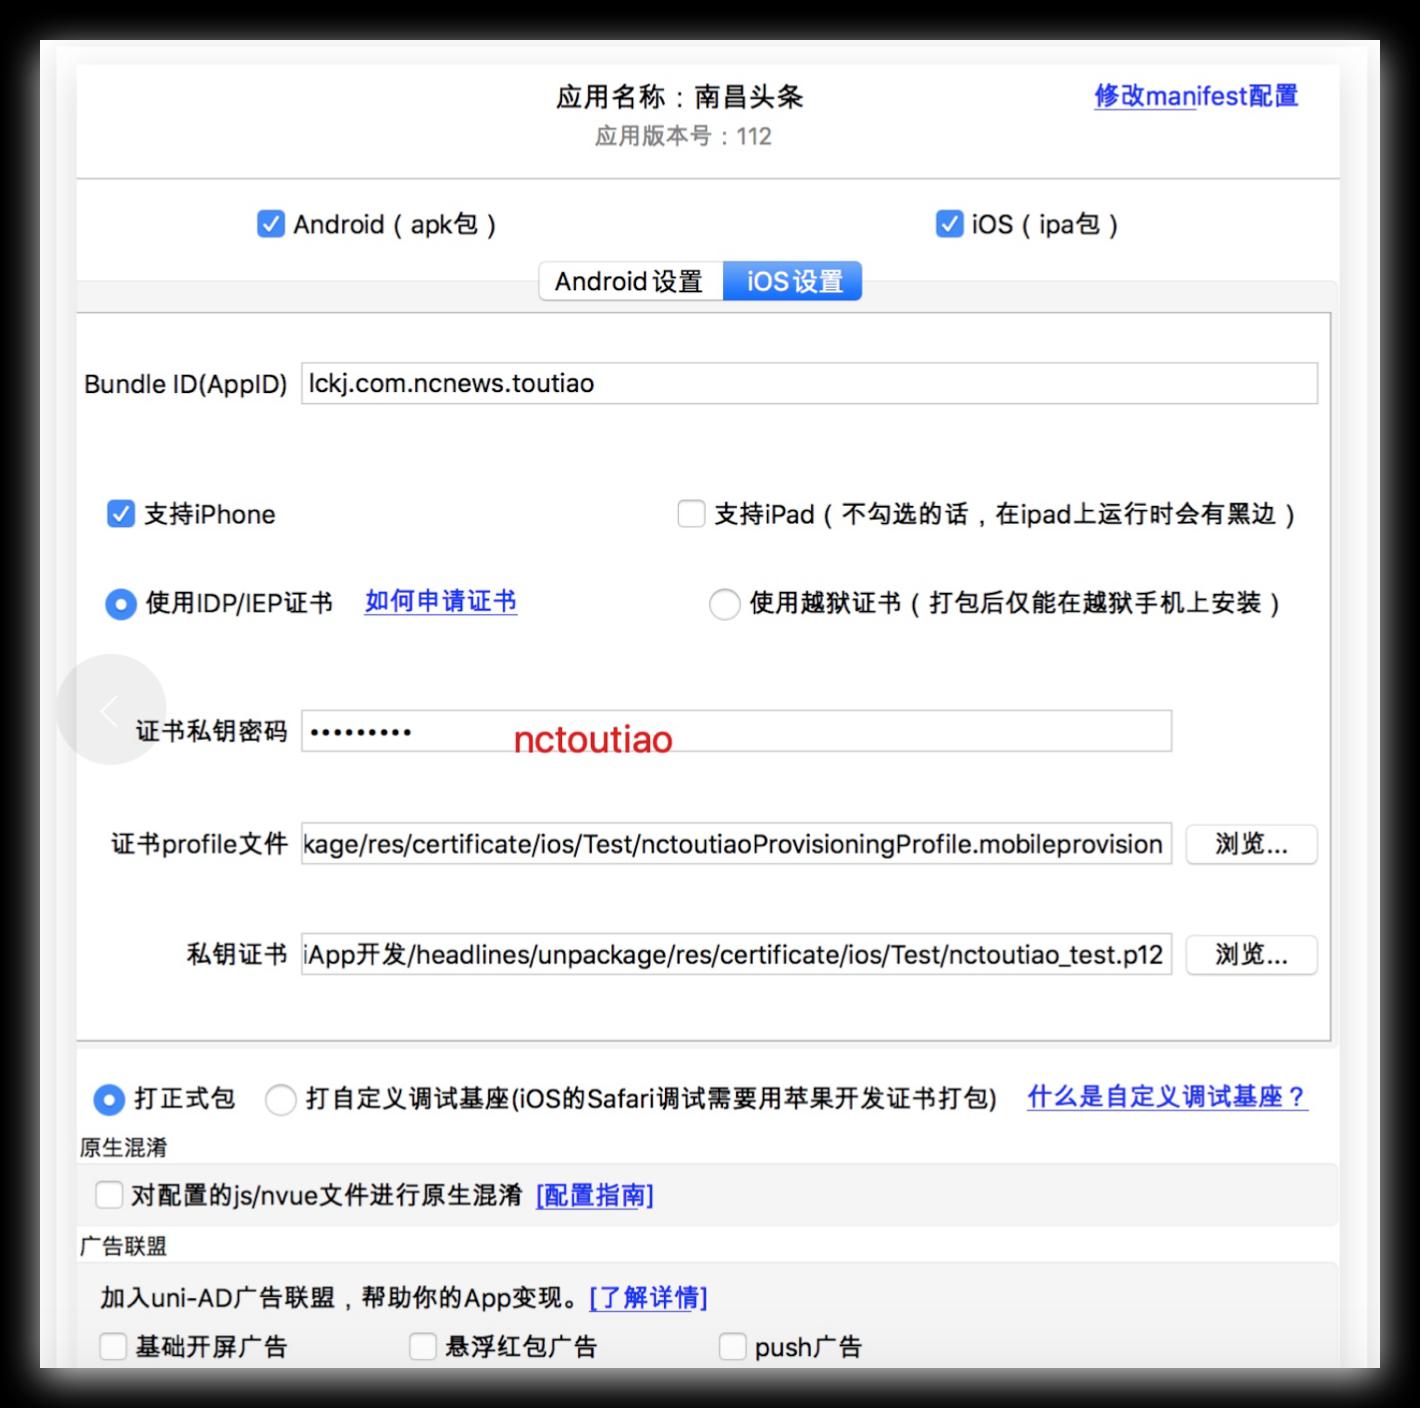 应用名称：南昌头条
修改manifest配置
应用版本号：112
Android（apk包）
iOS（ipa包）
Android设置
iOS设置
Bundle ID(AppID)
lckj.com.ncnews.toutiao
支持iPhone
支持iPad（不勾选的话，在ipad上运行时会有黑边）
使用IDP/IEP证书
如何申请证书
使用越狱证书（打包后仅能在越狱手机上安装）
证书私钥密码
•••••••••
nctoutiao
证书profile文件
kage/res/certificate/ios/Test/nctoutiaoProvisioningProfile.mobileprovision
浏览...
私钥证书
iApp开发/headlines/unpackage/res/certificate/ios/Test/nctoutiao_test.p12
浏览...
打正式包
打自定义调试基座(iOS的Safari调试需要用苹果开发证书打包)
什么是自定义调试基座？
原生混淆
对配置的js/nvue文件进行原生混淆 [配置指南]
广告联盟
加入uni-AD广告联盟，帮助你的App变现。[了解详情]
基础开屏广告
悬浮红包广告
push广告